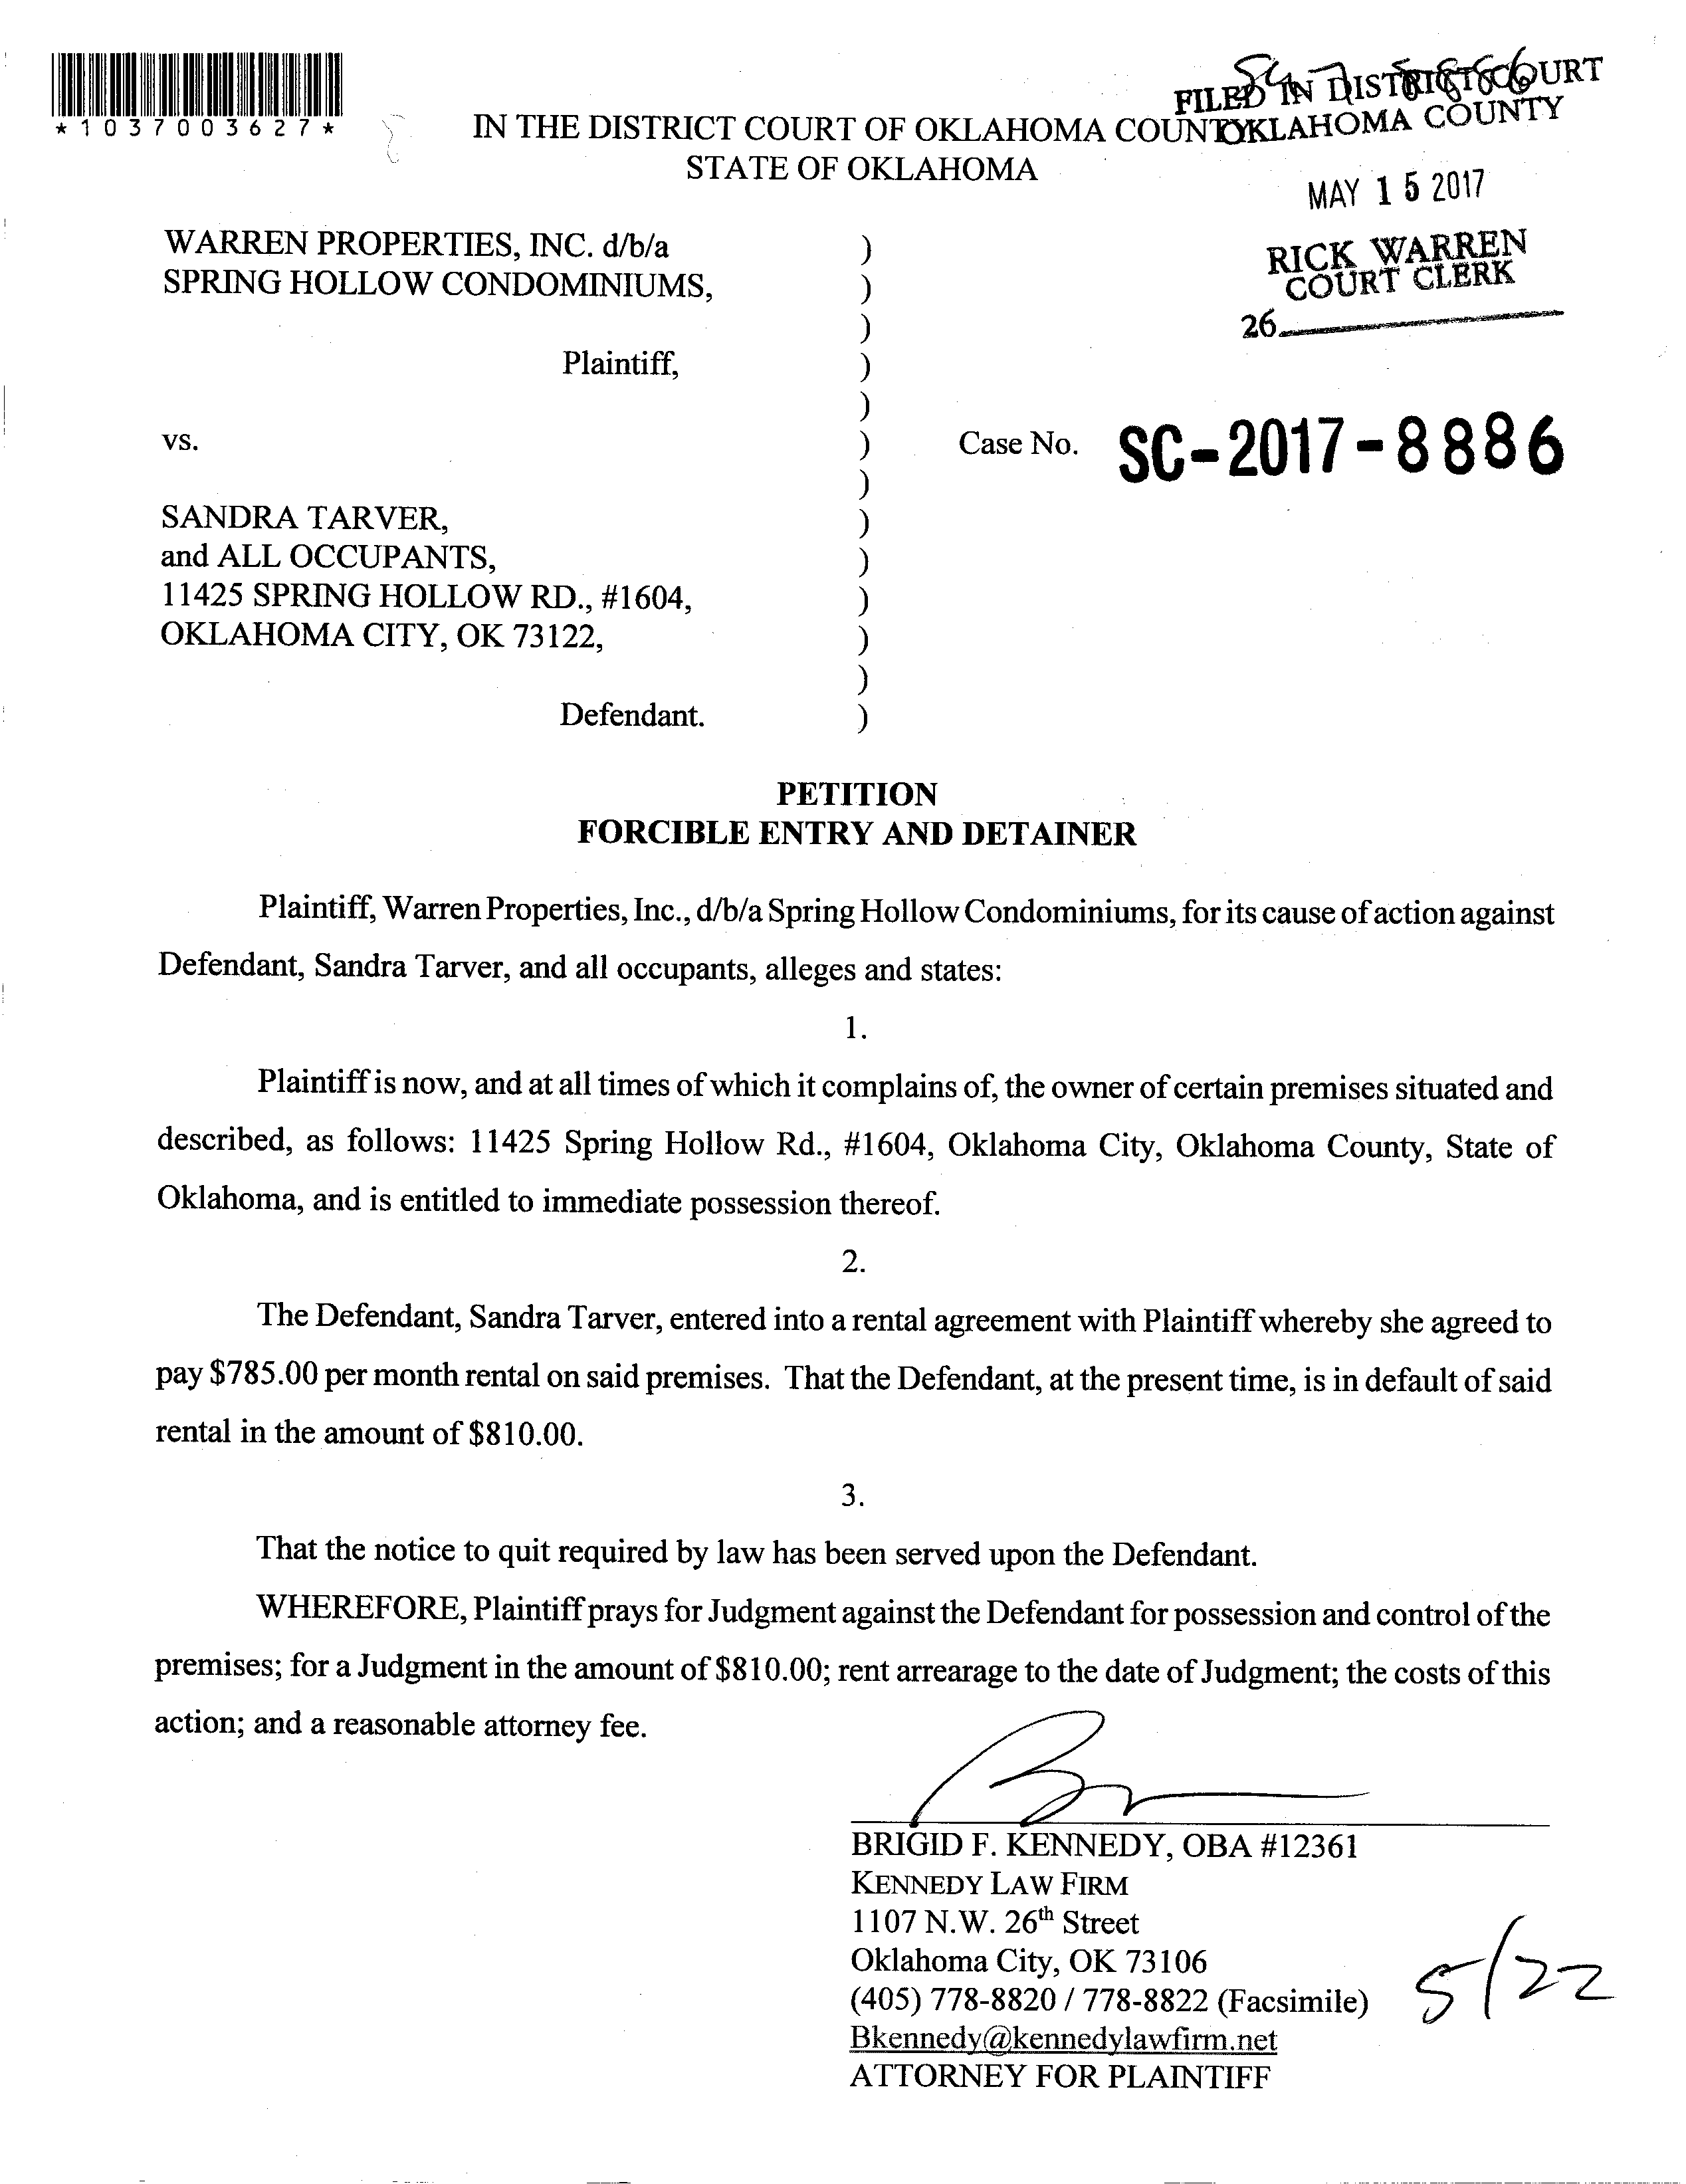 *1037003627*
SC-17-8886
FILED IN DISTRICT COURT
OKLAHOMA COUNTY
IN THE DISTRICT COURT OF OKLAHOMA COUNTY
STATE OF OKLAHOMA
MAY 15 2017
RICK WARREN
COURT CLERK
26
WARREN PROPERTIES, INC. d/b/a )
SPRING HOLLOW CONDOMINIUMS, )
)
Plaintiff, )
)
vs. ) Case No. SC-2017-8886
)
SANDRA TARVER, )
and ALL OCCUPANTS, )
11425 SPRING HOLLOW RD., #1604, )
OKLAHOMA CITY, OK 73122, )
)
Defendant. )
PETITION
FORCIBLE ENTRY AND DETAINER
Plaintiff, Warren Properties, Inc., d/b/a Spring Hollow Condominiums, for its cause of action against
Defendant, Sandra Tarver, and all occupants, alleges and states:
1.
Plaintiff is now, and at all times of which it complains of, the owner of certain premises situated and
described, as follows: 11425 Spring Hollow Rd., #1604, Oklahoma City, Oklahoma County, State of
Oklahoma, and is entitled to immediate possession thereof.
2.
The Defendant, Sandra Tarver, entered into a rental agreement with Plaintiff whereby she agreed to
pay $785.00 per month rental on said premises. That the Defendant, at the present time, is in default of said
rental in the amount of $810.00.
3.
That the notice to quit required by law has been served upon the Defendant.
WHEREFORE, Plaintiff prays for Judgment against the Defendant for possession and control of the
premises; for a Judgment in the amount of $810.00; rent arrearage to the date of Judgment; the costs of this
action; and a reasonable attorney fee.
BRIGID F. KENNEDY, OBA #12361
KENNEDY LAW FIRM
1107 N.W. 26th Street
Oklahoma City, OK 73106
(405) 778-8820 / 778-8822 (Facsimile)
5/22
Bkennedy@kennedylawfirm.net
ATTORNEY FOR PLAINTIFF